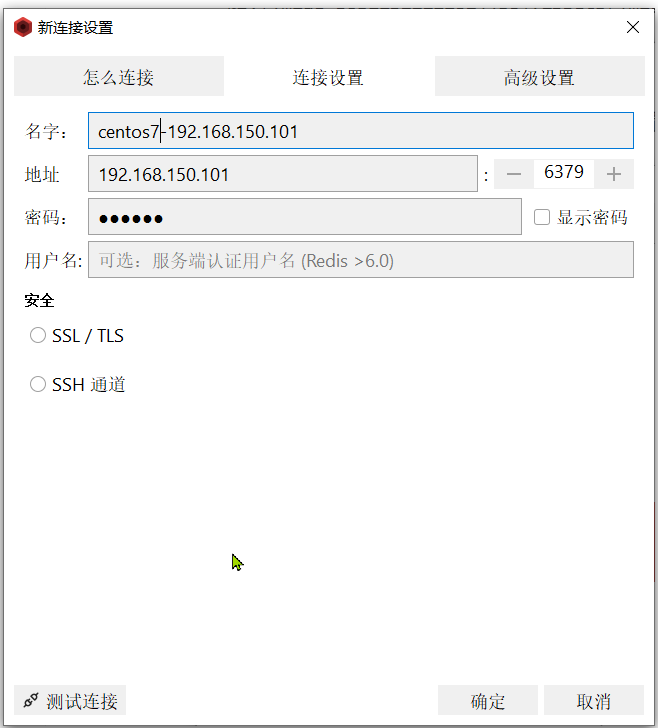 新连接设置
怎么连接 连接设置 高级设置
名字： centos7-192.168.150.101
地址 192.168.150.101 : 6379
密码： ●●●●●● 显示密码
用户名: 可选：服务端认证用户名 (Redis >6.0)
安全
SSL / TLS
SSH 通道
测试连接 确定 取消